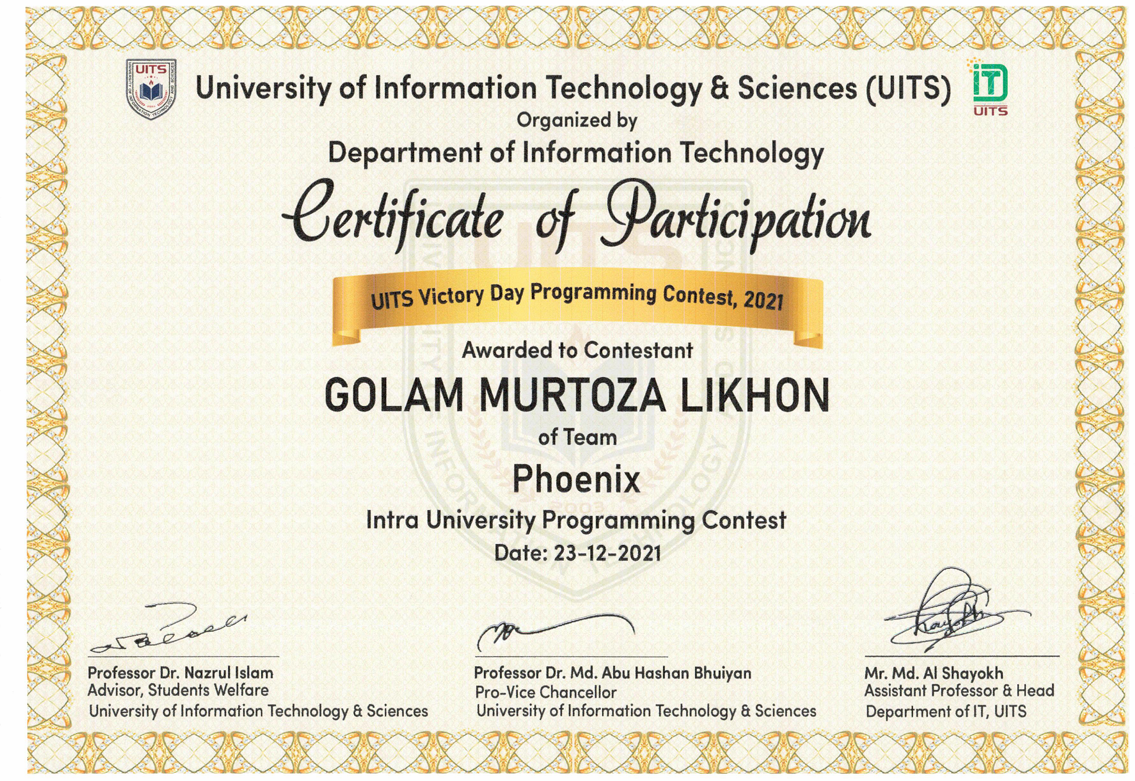 UITS
University of Information Technology & Sciences (UITS)
iT
UITS
Organized by
Department of Information Technology
Certificate of Participation
UITS Victory Day Programming Contest, 2021
Awarded to Contestant
GOLAM MURTOZA LIKHON
of Team
Phoenix
Intra University Programming Contest
Date: 23-12-2021
Professor Dr. Nazrul Islam
Advisor, Students Welfare
University of Information Technology & Sciences
Professor Dr. Md. Abu Hashan Bhuiyan
Pro-Vice Chancellor
University of Information Technology & Sciences
Mr. Md. Al Shayokh
Assistant Professor & Head
Department of IT, UITS